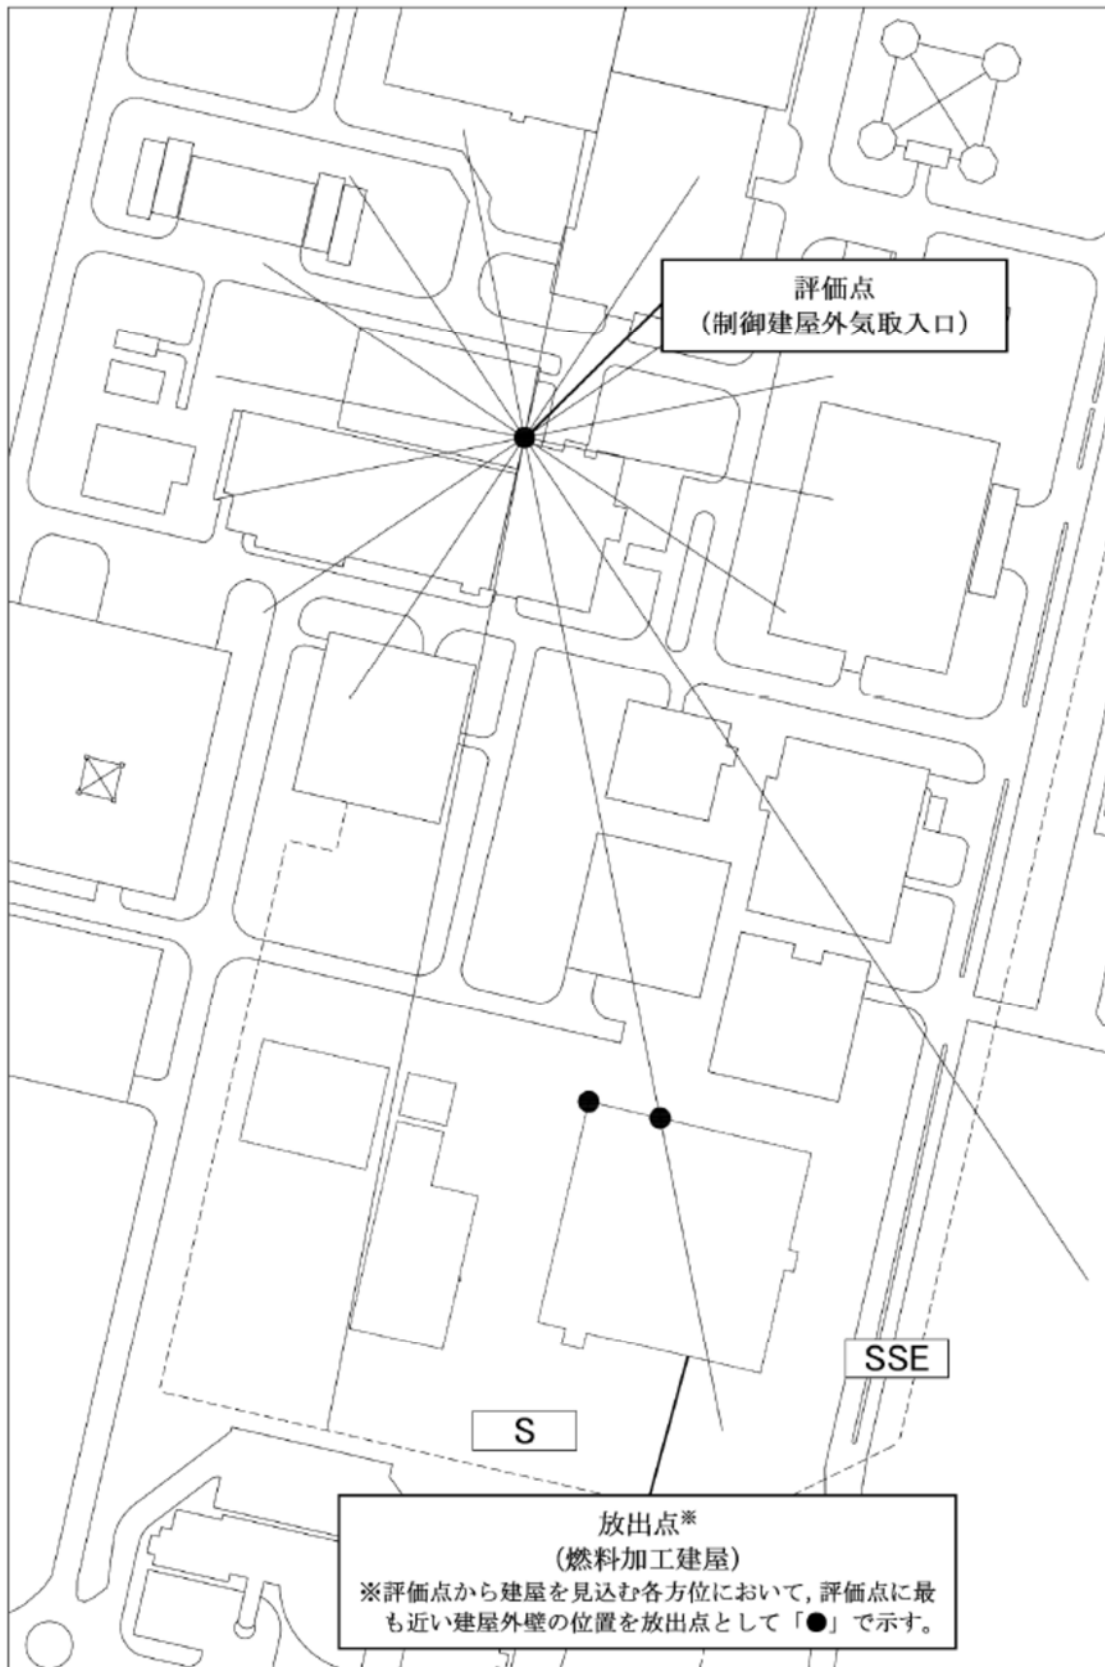 評価点
(制御建屋外気取入口)
SSE
S
放出点※
(燃料加工建屋)
※評価点から建屋を見込む各方位において,評価点に最
も近い建屋外壁の位置を放出点として「●」で示す。